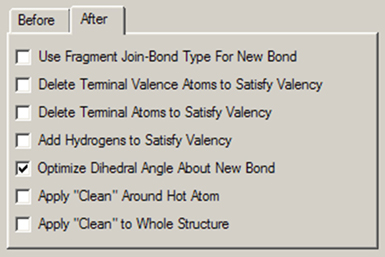 Before After
Use Fragment Join-Bond Type For New Bond
Delete Terminal Valence Atoms to Satisfy Valency
Delete Terminal Atoms to Satisfy Valency
Add Hydrogens to Satisfy Valency
Optimize Dihedral Angle About New Bond
Apply "Clean" Around Hot Atom
Apply "Clean" to Whole Structure